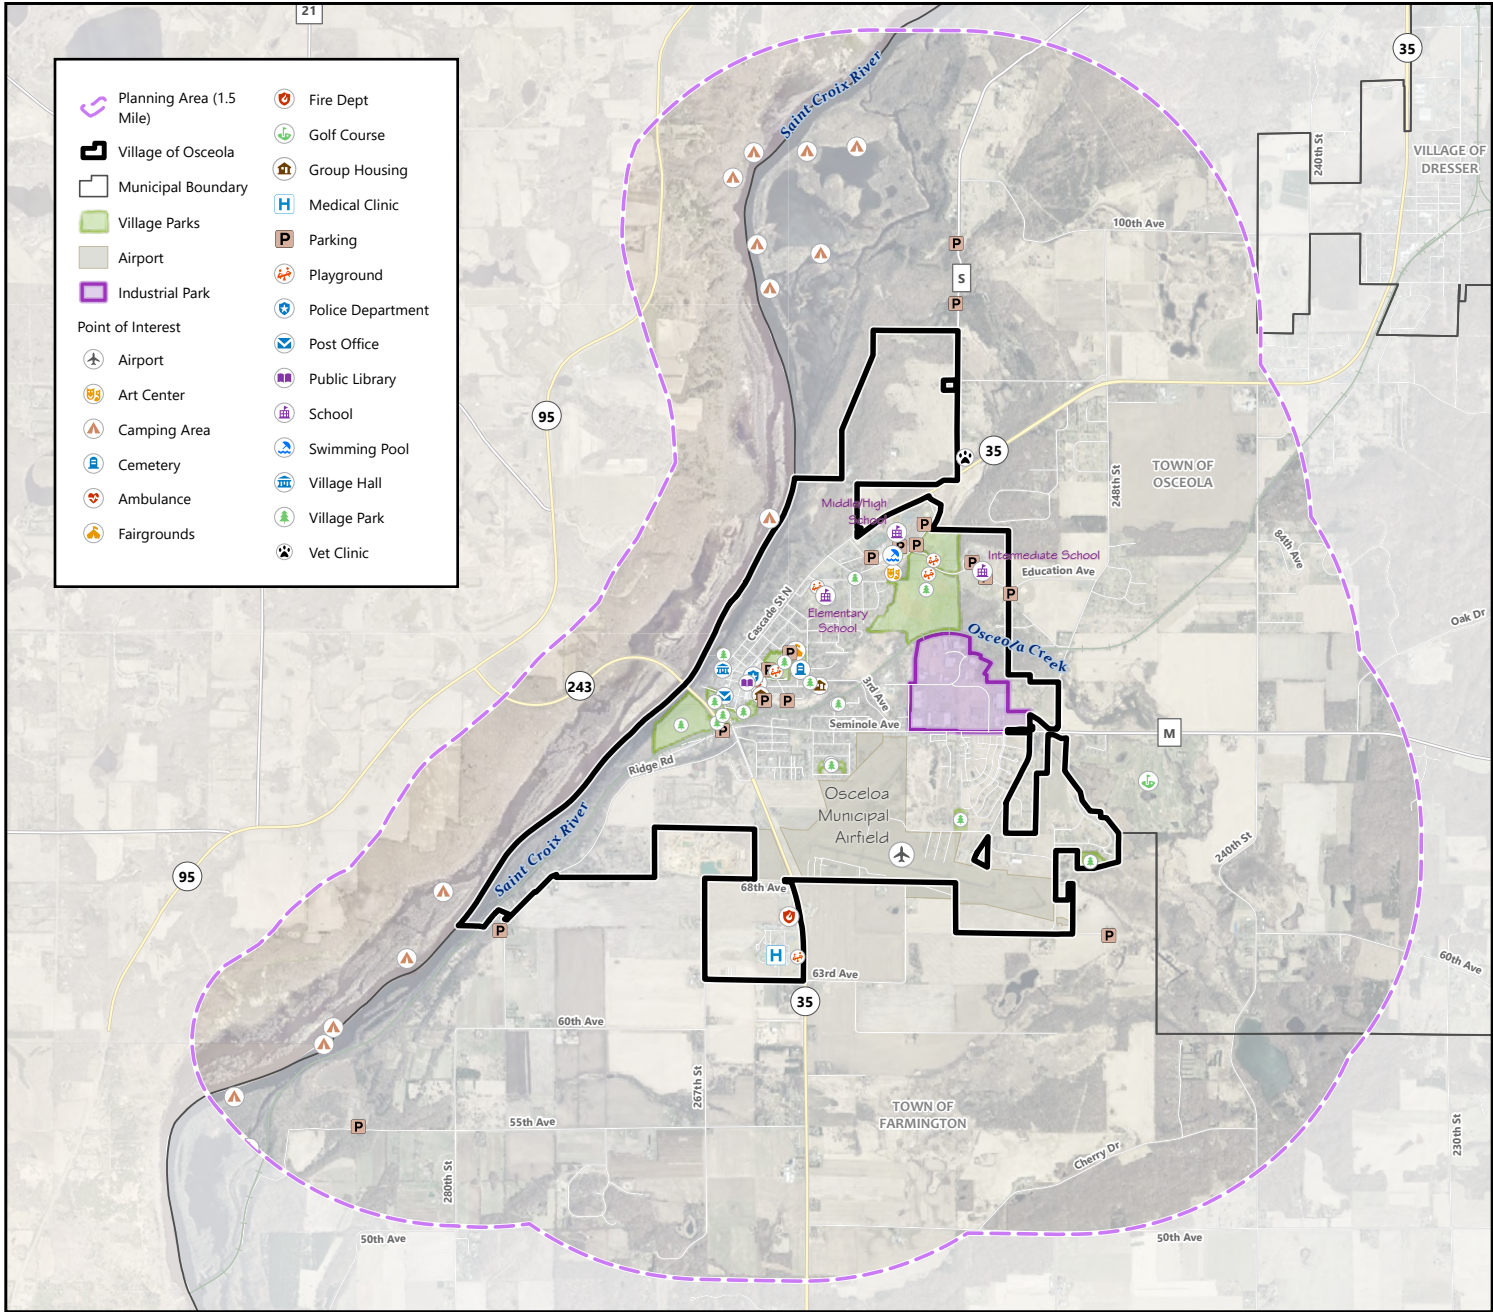 21
35
Saint Croix River
240th St
VILLAGE OF
DRESSER
Planning Area (1.5
Mile)
Village of Osceola
Municipal Boundary
Village Parks
Airport
Industrial Park
Point of Interest
Airport
Art Center
Camping Area
Cemetery
Ambulance
Fairgrounds
Fire Dept
Golf Course
Group Housing
H
Medical Clinic
P
Parking
Playground
Police Department
Post Office
Public Library
School
Swimming Pool
Village Hall
Village Park
Vet Clinic
100th Ave
P
S
P
95
35
TOWN OF
OSCEOLA
248th St
Middle/High
School
P
P
P
P
P
Intermediate School
Education Ave
84th Ave
P
Cascade St N
Elementary
School
Osceola Creek
Oak Dr
P
P
243
3rd Ave
P
P
Seminole Ave
P
M
Ridge Rd
Osceloa
Municipal
Airfield
240th St
Saint Croix River
95
68th Ave
P
P
H
63rd Ave
60th Ave
35
60th Ave
267th St
TOWN OF
FARMINGTON
P
55th Ave
230th St
Cherry Dr
280th St
50th Ave
50th Ave